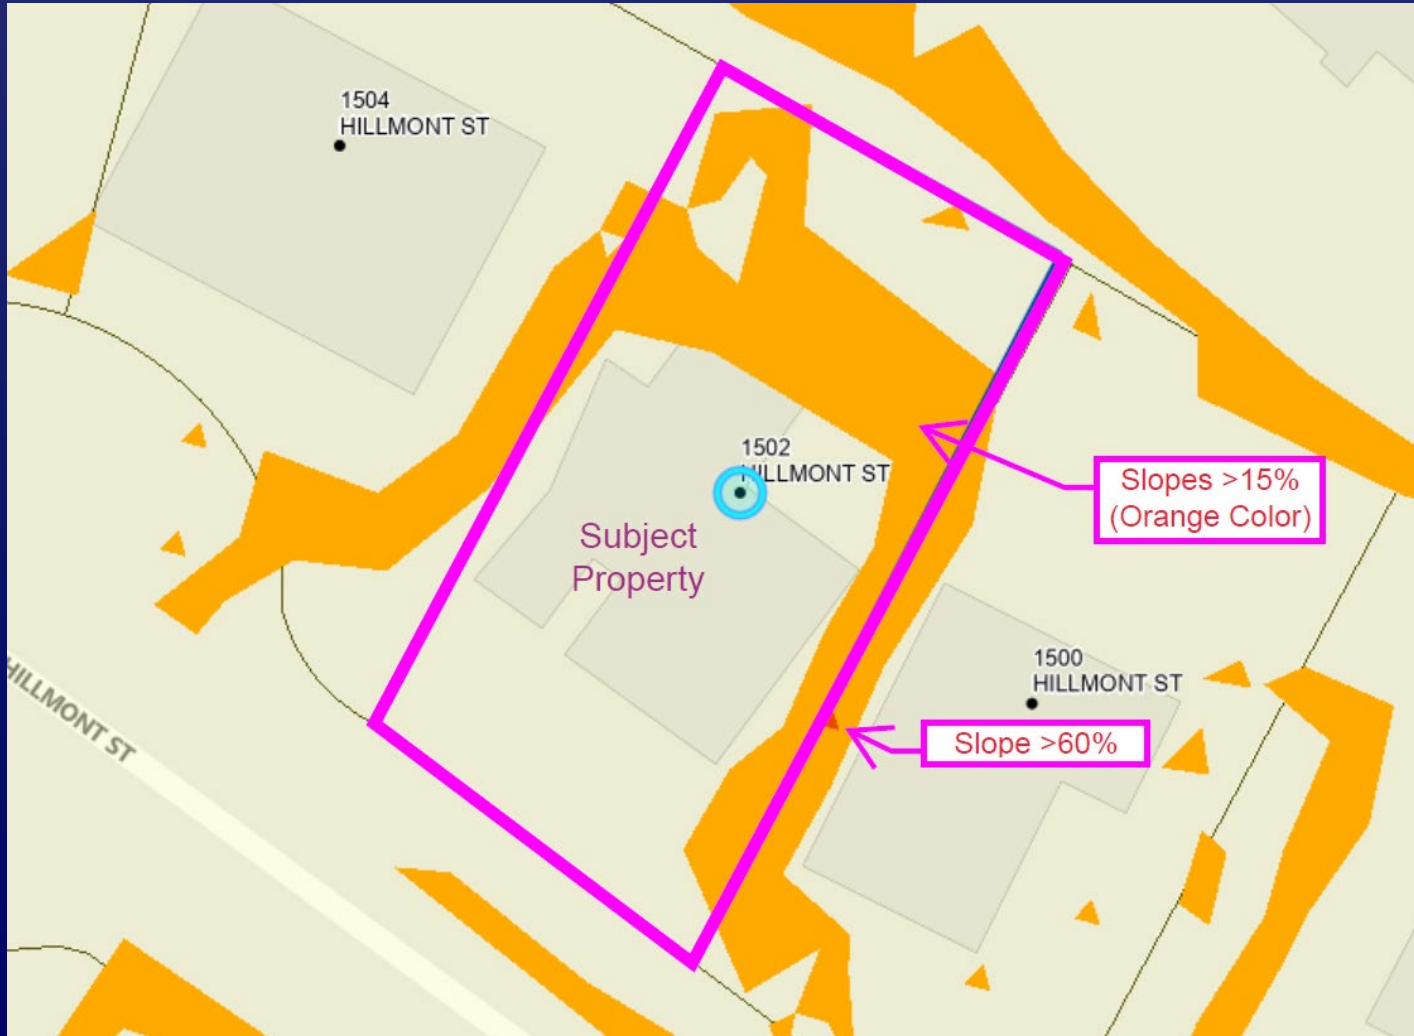 1504
HILLMONT ST
1502
HILLMONT ST
Slopes >15%
(Orange Color)
Subject
Property
1500
HILLMONT ST
Slope >60%
HILLMONT ST